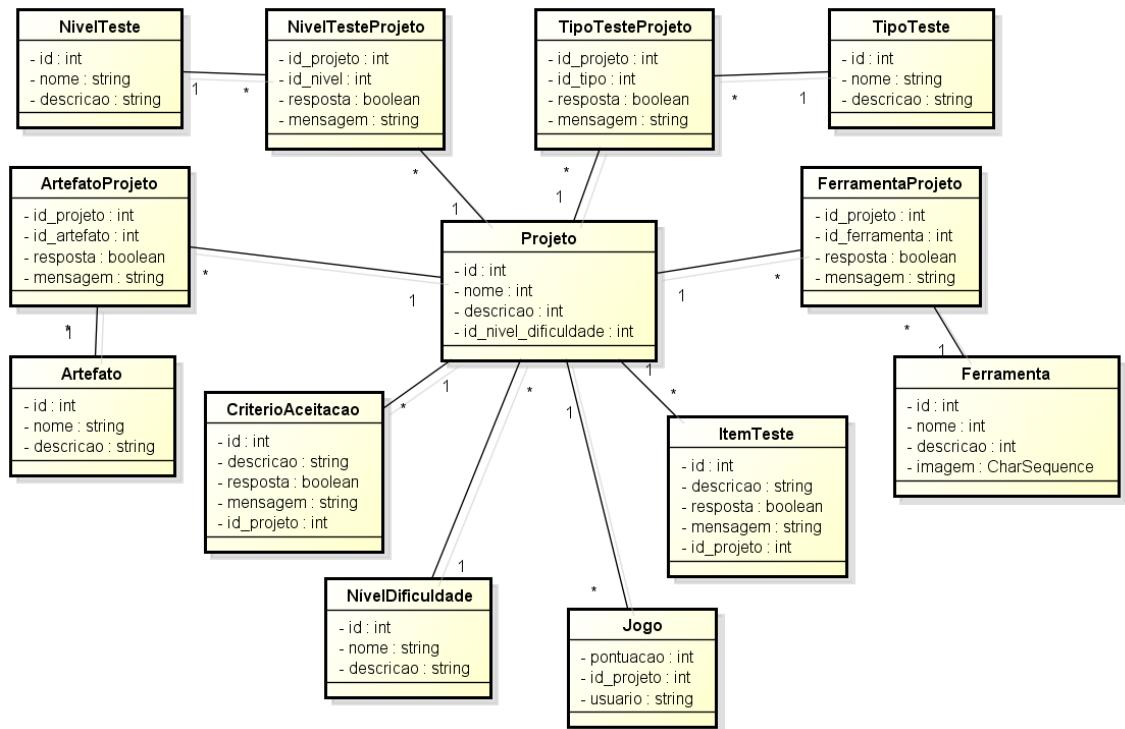 NivelTeste
- id : int
- nome : string
- descricao : string
NivelTesteProjeto
- id_projeto : int
- id_nivel : int
- resposta : boolean
- mensagem : string
TipoTesteProjeto
- id_projeto : int
- id_tipo : int
- resposta : boolean
- mensagem : string
TipoTeste
- id : int
- nome : string
- descricao : string
1
*
*
1
*
1
*
1
ArtefatoProjeto
- id_projeto : int
- id_artefato : int
- resposta : boolean
- mensagem : string
Projeto
- id : int
- nome : int
- descricao : int
- id_nivel_dificuldade : int
FerramentaProjeto
- id_projeto : int
- id_ferramenta : int
- resposta : boolean
- mensagem : string
*
1
1
*
*
1
*
1
Artefato
- id : int
- nome : string
- descricao : string
CriterioAceitacao
- id : int
- descricao : string
- resposta : boolean
- mensagem : string
- id_projeto : int
1
*
*
1
1
*
ItemTeste
- id : int
- descricao : string
- resposta : boolean
- mensagem : string
- id_projeto : int
Ferramenta
- id : int
- nome : int
- descricao : int
- imagem : CharSequence
1
*
NívelDificuldade
- id : int
- nome : string
- descricao : string
Jogo
- pontuacao : int
- id_projeto : int
- usuario : string